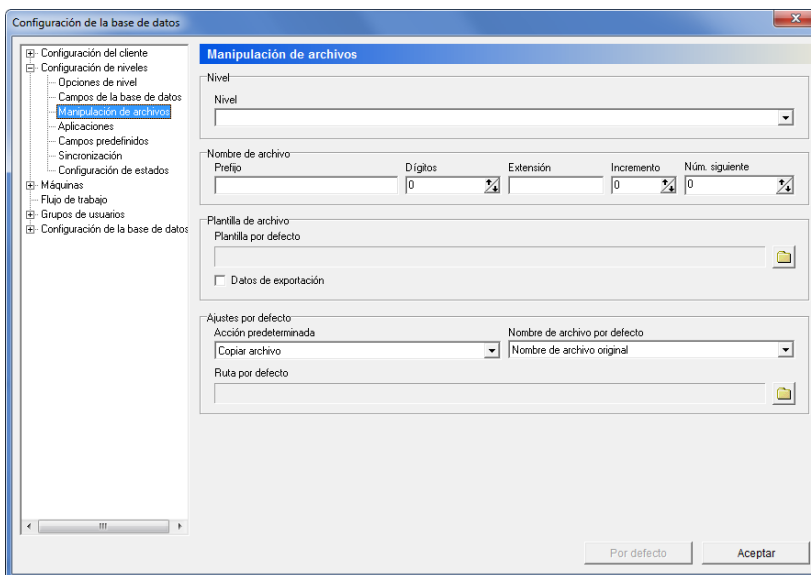 Configuración de la base de datos
Configuración del cliente
Configuración de niveles
Opciones de nivel
Campos de la base de datos
Manipulación de archivos
Aplicaciones
Campos predefinidos
Sincronización
Configuración de estados
Máquinas
Flujo de trabajo
Grupos de usuarios
Configuración de la base de datos
Manipulación de archivos
Nivel
Nivel
Nombre de archivo
Prefijo Dígitos Extensión Incremento Núm. siguiente
0 0 0
Plantilla de archivo
Plantilla por defecto
Datos de exportación
Ajustes por defecto
Acción predeterminada Nombre de archivo por defecto
Copiar archivo Nombre de archivo original
Ruta por defecto
Por defecto Aceptar